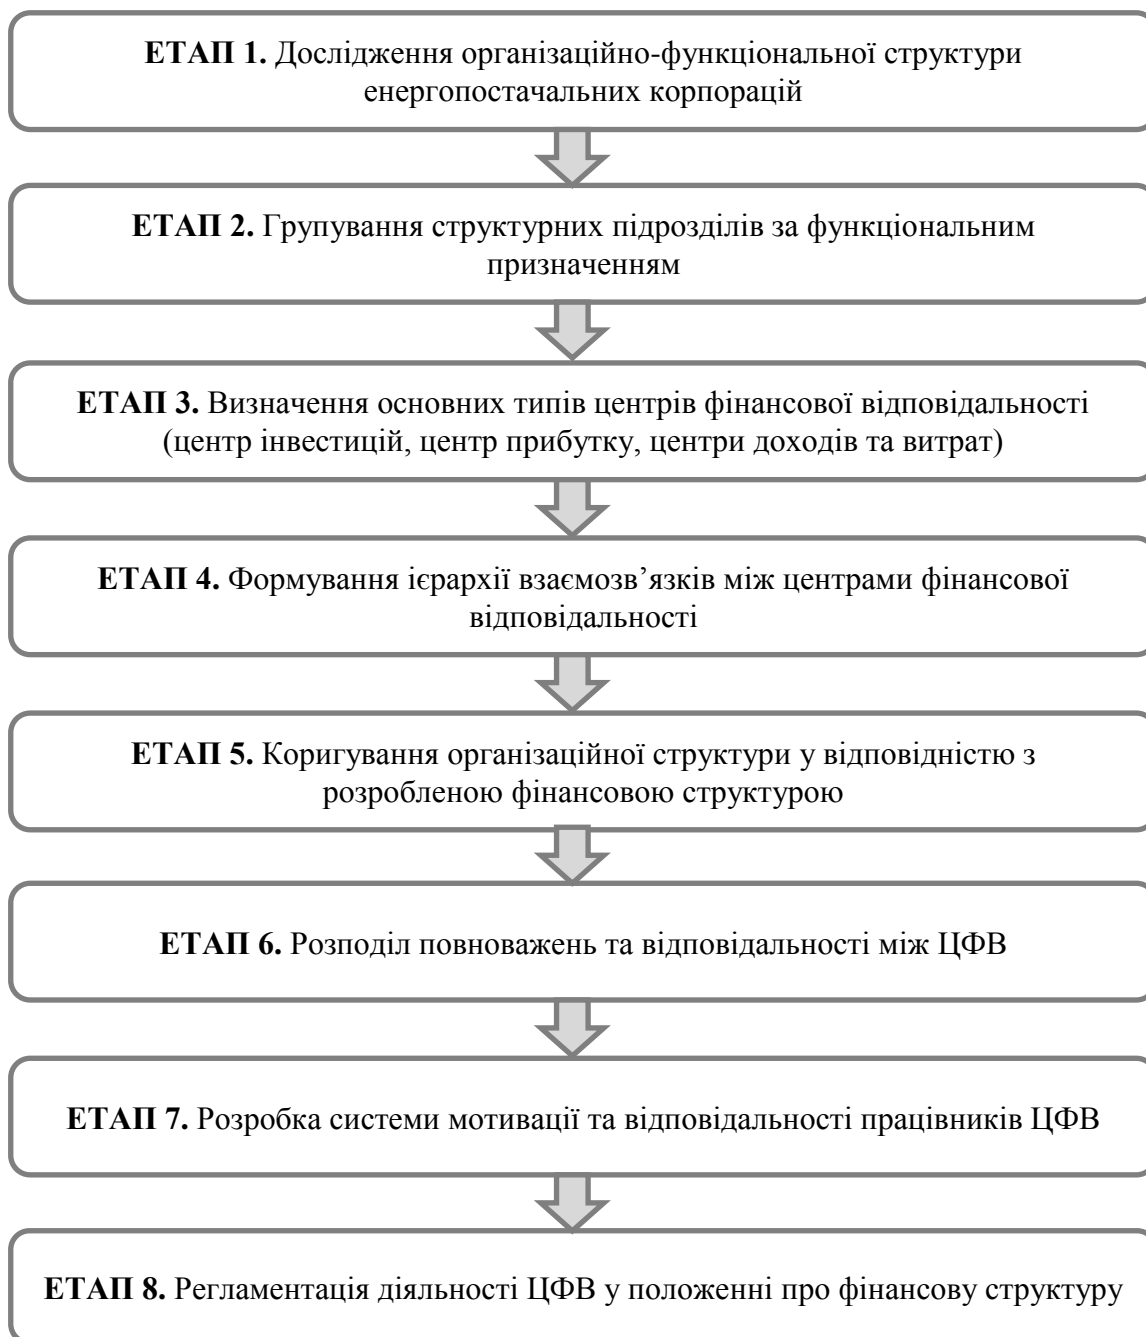 ЕТАП 1. Дослідження організаційно-функціональної структури
енергопостачальних корпорацій
ЕТАП 2. Групування структурних підрозділів за функціональним
призначенням
ЕТАП 3. Визначення основних типів центрів фінансової відповідальності
(центр інвестицій, центр прибутку, центри доходів та витрат)
ЕТАП 4. Формування ієрархії взаємозв’язків між центрами фінансової
відповідальності
ЕТАП 5. Коригування організаційної структури у відповідністю з
розробленою фінансовою структурою
ЕТАП 6. Розподіл повноважень та відповідальності між ЦФВ
ЕТАП 7. Розробка системи мотивації та відповідальності працівників ЦФВ
ЕТАП 8. Регламентація діяльності ЦФВ у положенні про фінансову структуру